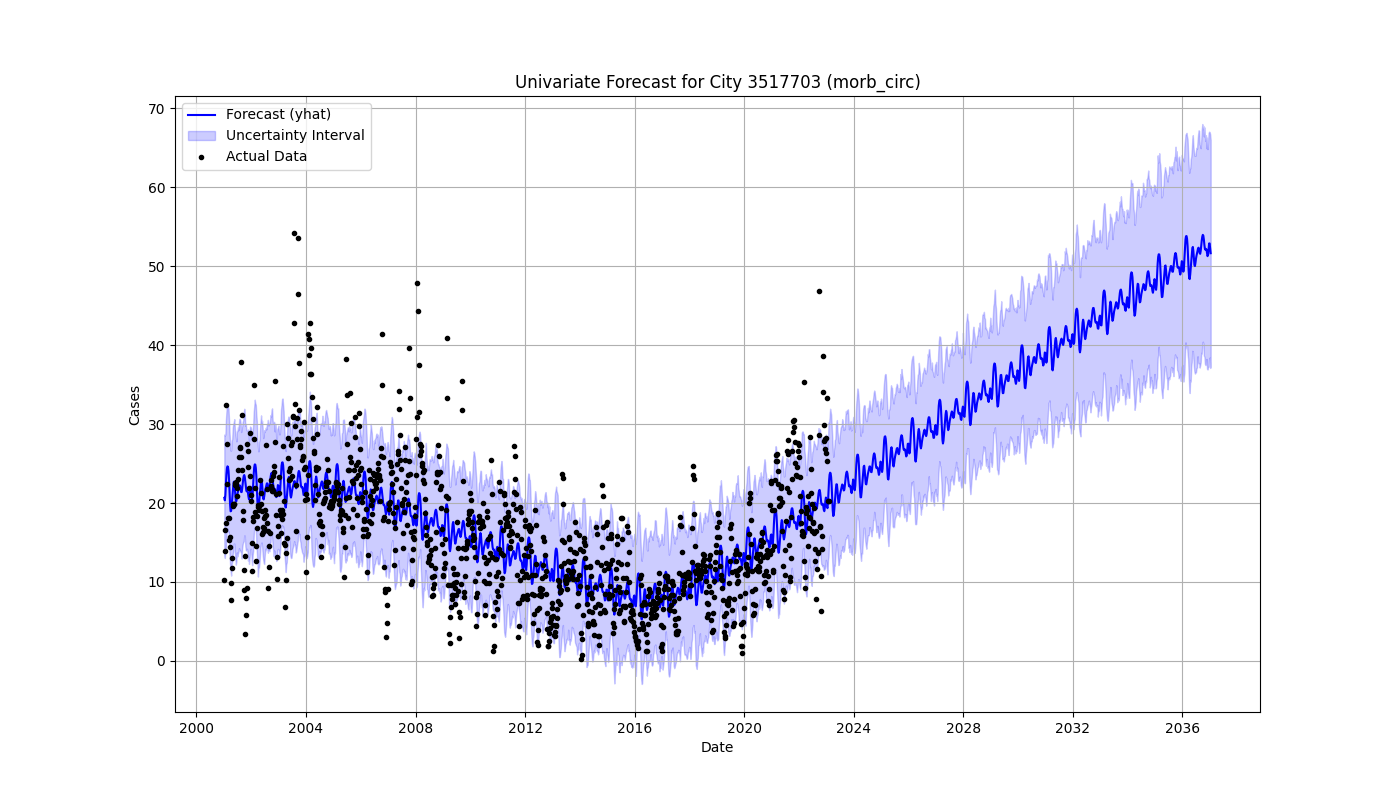 Univariate Forecast for City 3517703 (morb_circ)
Forecast (yhat)
Uncertainty Interval
Actual Data
Cases
70
60
50
40
30
20
10
0
2000 2004 2008 2012 2016 2020 2024 2028 2032 2036
Date